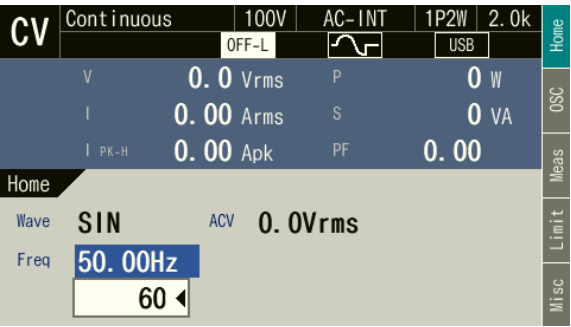 CV Continuous 100V AC-INT 1P2W 2.0k
OFF-L USB
V 0.0 Vrms P 0 W
I 0.00 Arms S 0 VA
I PK-H 0.00 Apk PF 0.00
Home
Wave SIN ACV 0.0Vrms
Freq 50.00Hz
60
Home
OSC
Meas
Limit
Misc